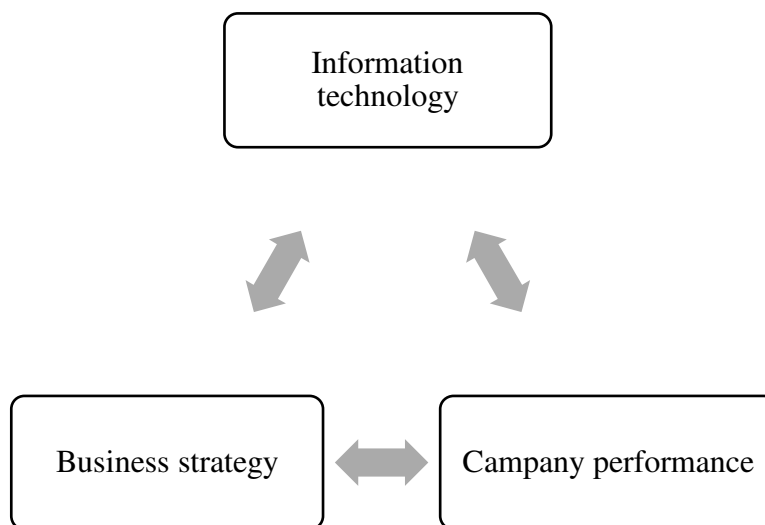 Information
technology
Business strategy
Campany performance